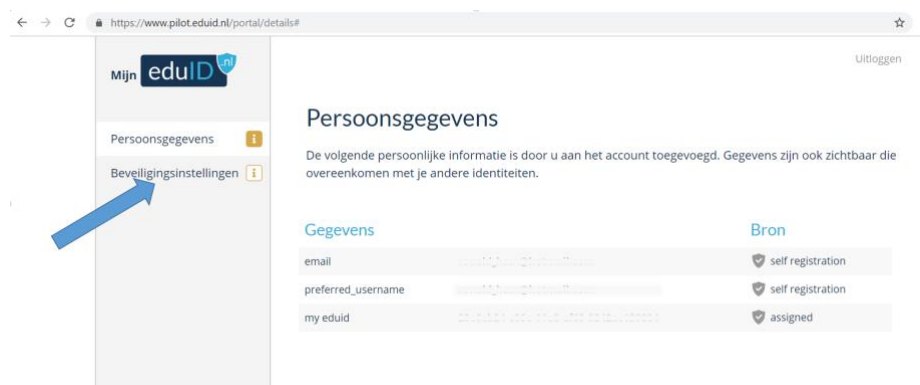 https://www.pilot.eduid.nl/portal/details#
Mijn eduID .nl
Uitloggen
Persoonsgegevens
Beveiligingsinstellingen
Persoonsgegevens
De volgende persoonlijke informatie is door u aan het account toegevoegd. Gegevens zijn ook zichtbaar die
overeenkomen met je andere identiteiten.
Gegevens Bron
email self registration
preferred_username self registration
my eduid assigned